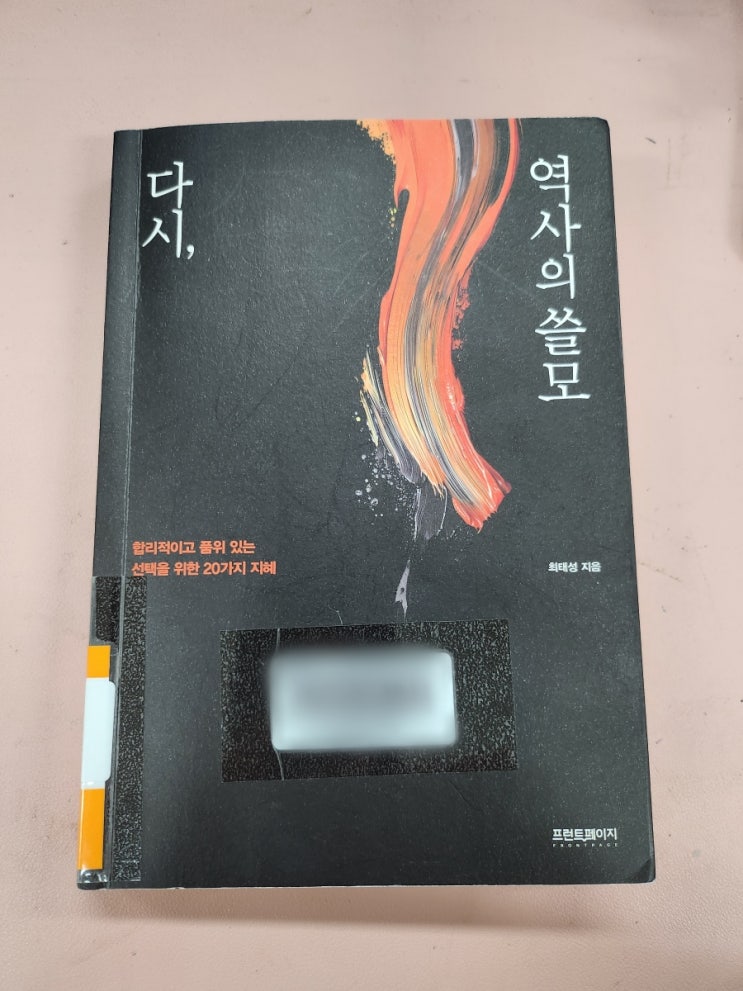 다시,
역사의 쓸모
합리적이고 품위 있는
선택을 위한 20가지 지혜
최태성 지음
프런트페이지
FRONTPAGE